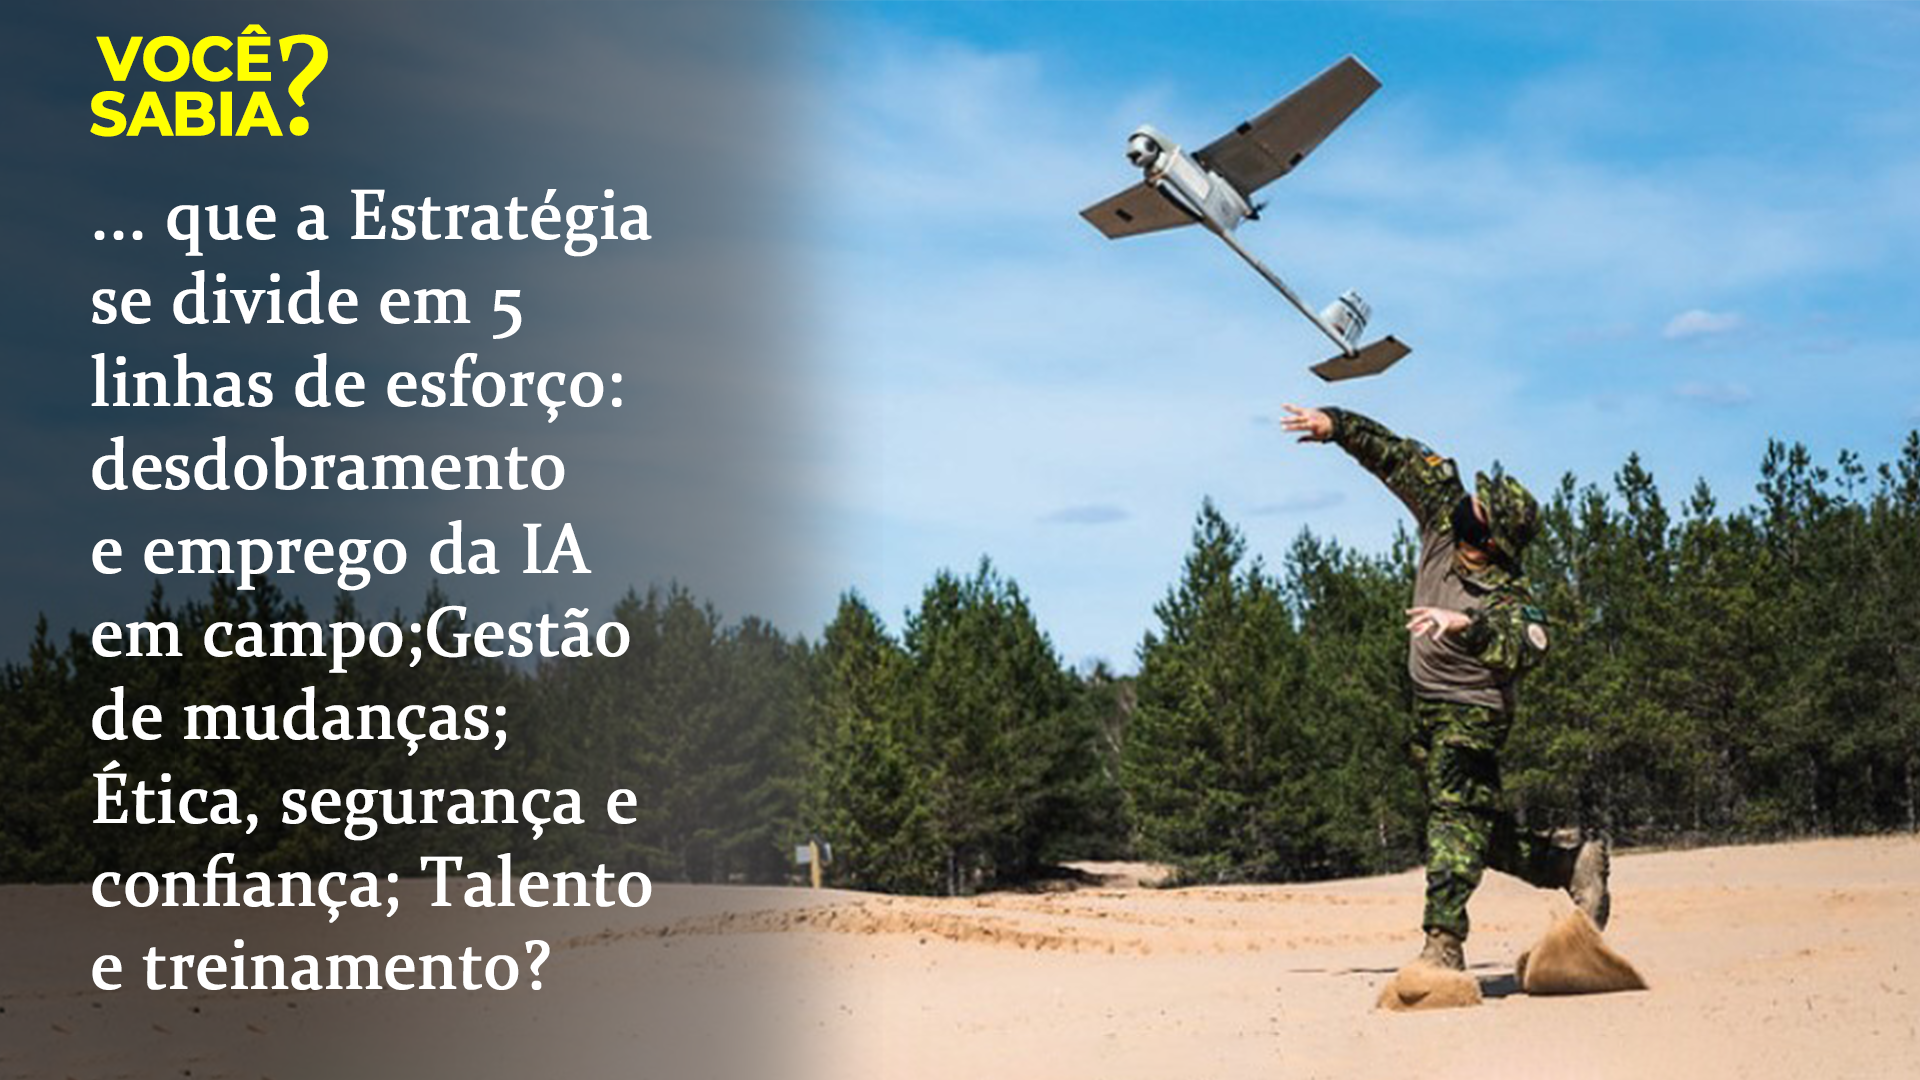 VOCÊ
SABIA?
... que a Estratégia
se divide em 5
linhas de esforço:
desdobramento
e emprego da IA
em campo;Gestão
de mudanças;
Ética, segurança e
confiança; Talento
e treinamento?